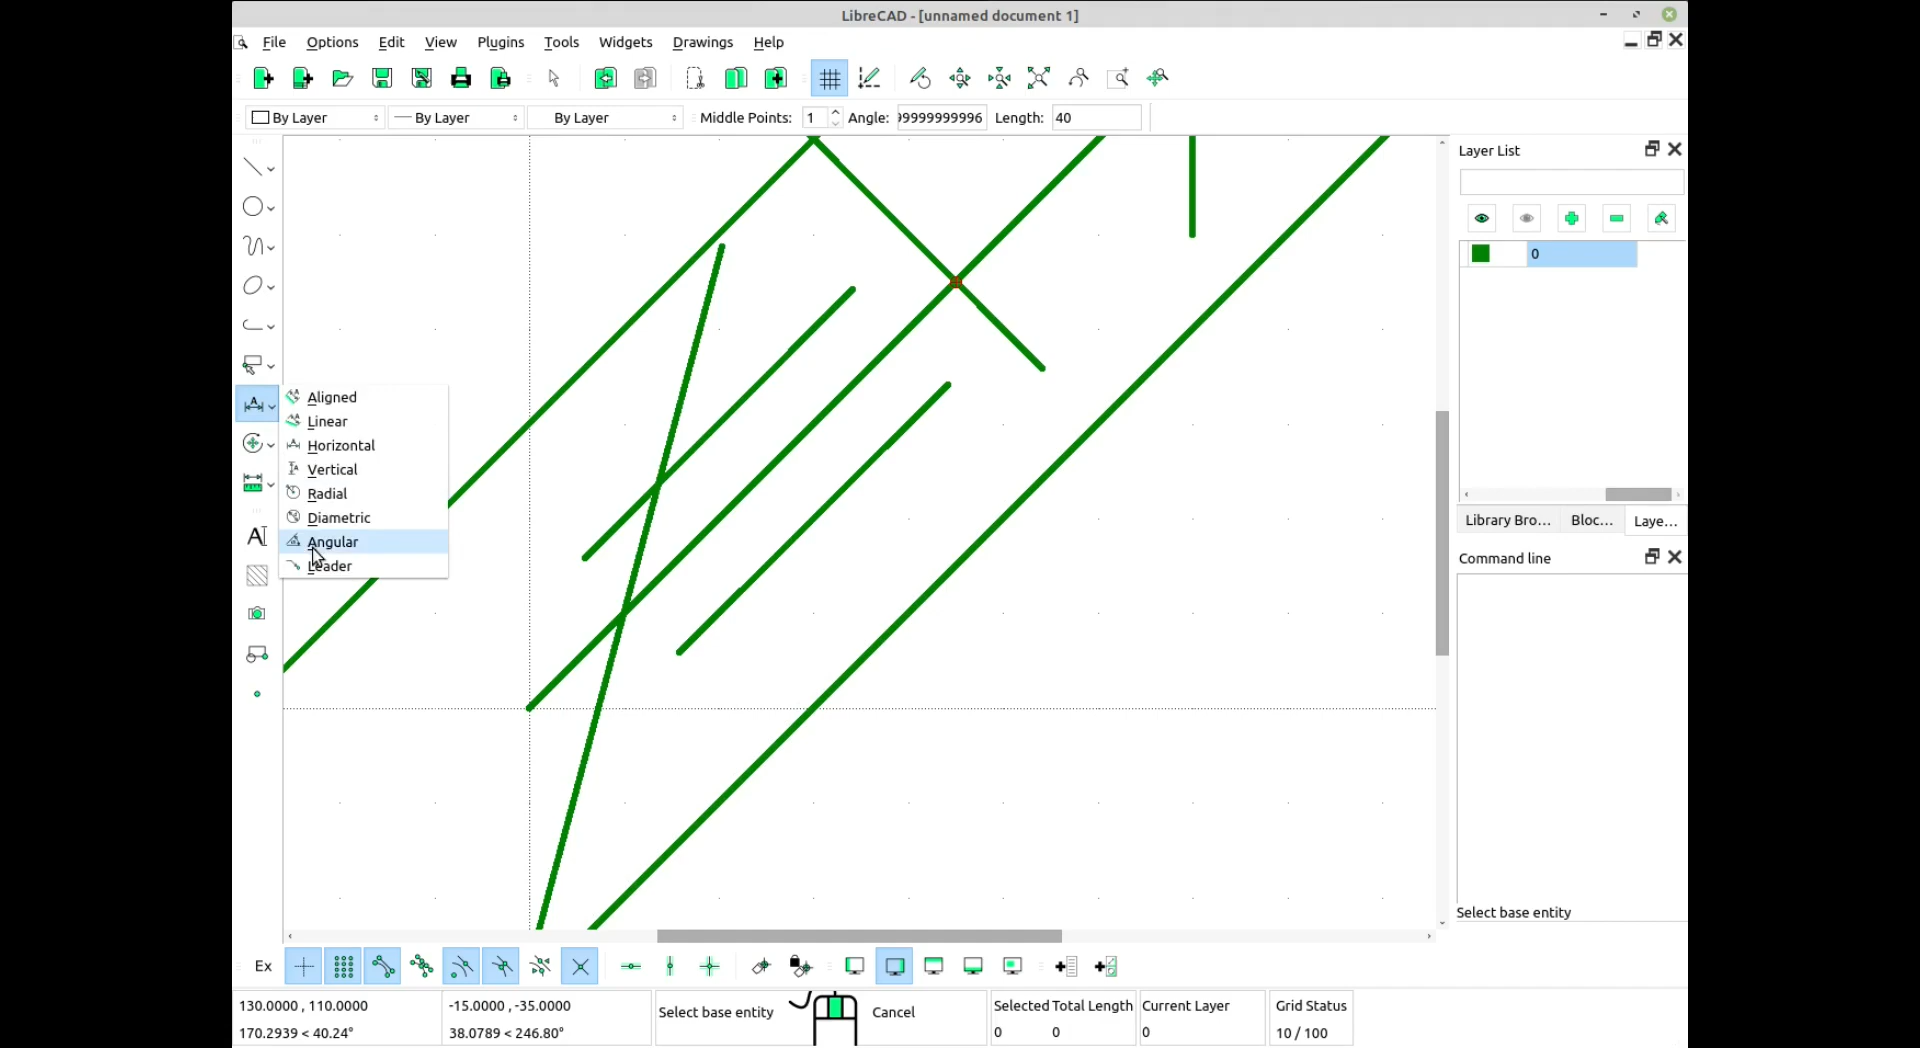 LibreCAD - [unnamed document 1]
File Options Edit View Plugins Tools Widgets Drawings Help
By Layer By Layer By Layer Middle Points: 1 Angle: 99999999996 Length: 40
Layer List
0
Aligned
Linear
Horizontal
Vertical
Radial
Diametric
Angular
Leader
Library Bro... Bloc... Laye...
Command line
Select base entity
Ex
130.0000 , 110.0000
170.2939 < 40.24°
-15.0000 , -35.0000
38.0789 < 246.80°
Select base entity
Cancel
Selected Total Length
0 0
Current Layer
0
Grid Status
10 / 100